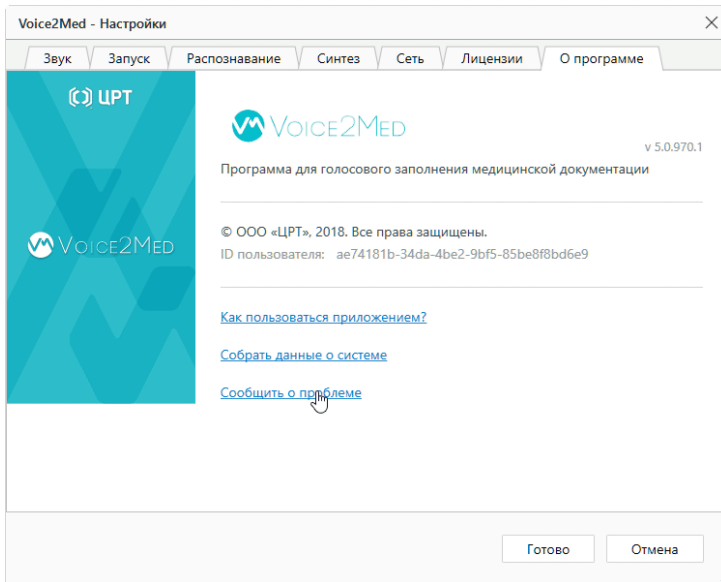 Voice2Med - Настройки
Звук Запуск Распознавание Синтез Сеть Лицензии О программе
ЦРТ
VOICE2MED
v 5.0.970.1
Программа для голосового заполнения медицинской документации
© ООО «ЦРТ», 2018. Все права защищены.
VOICE2MED
ID пользователя: ae74181b-34da-4be2-9bf5-85be8f8bd6e9
Как пользоваться приложением?
Собрать данные о системе
Сообщить о проблеме
Готово Отмена